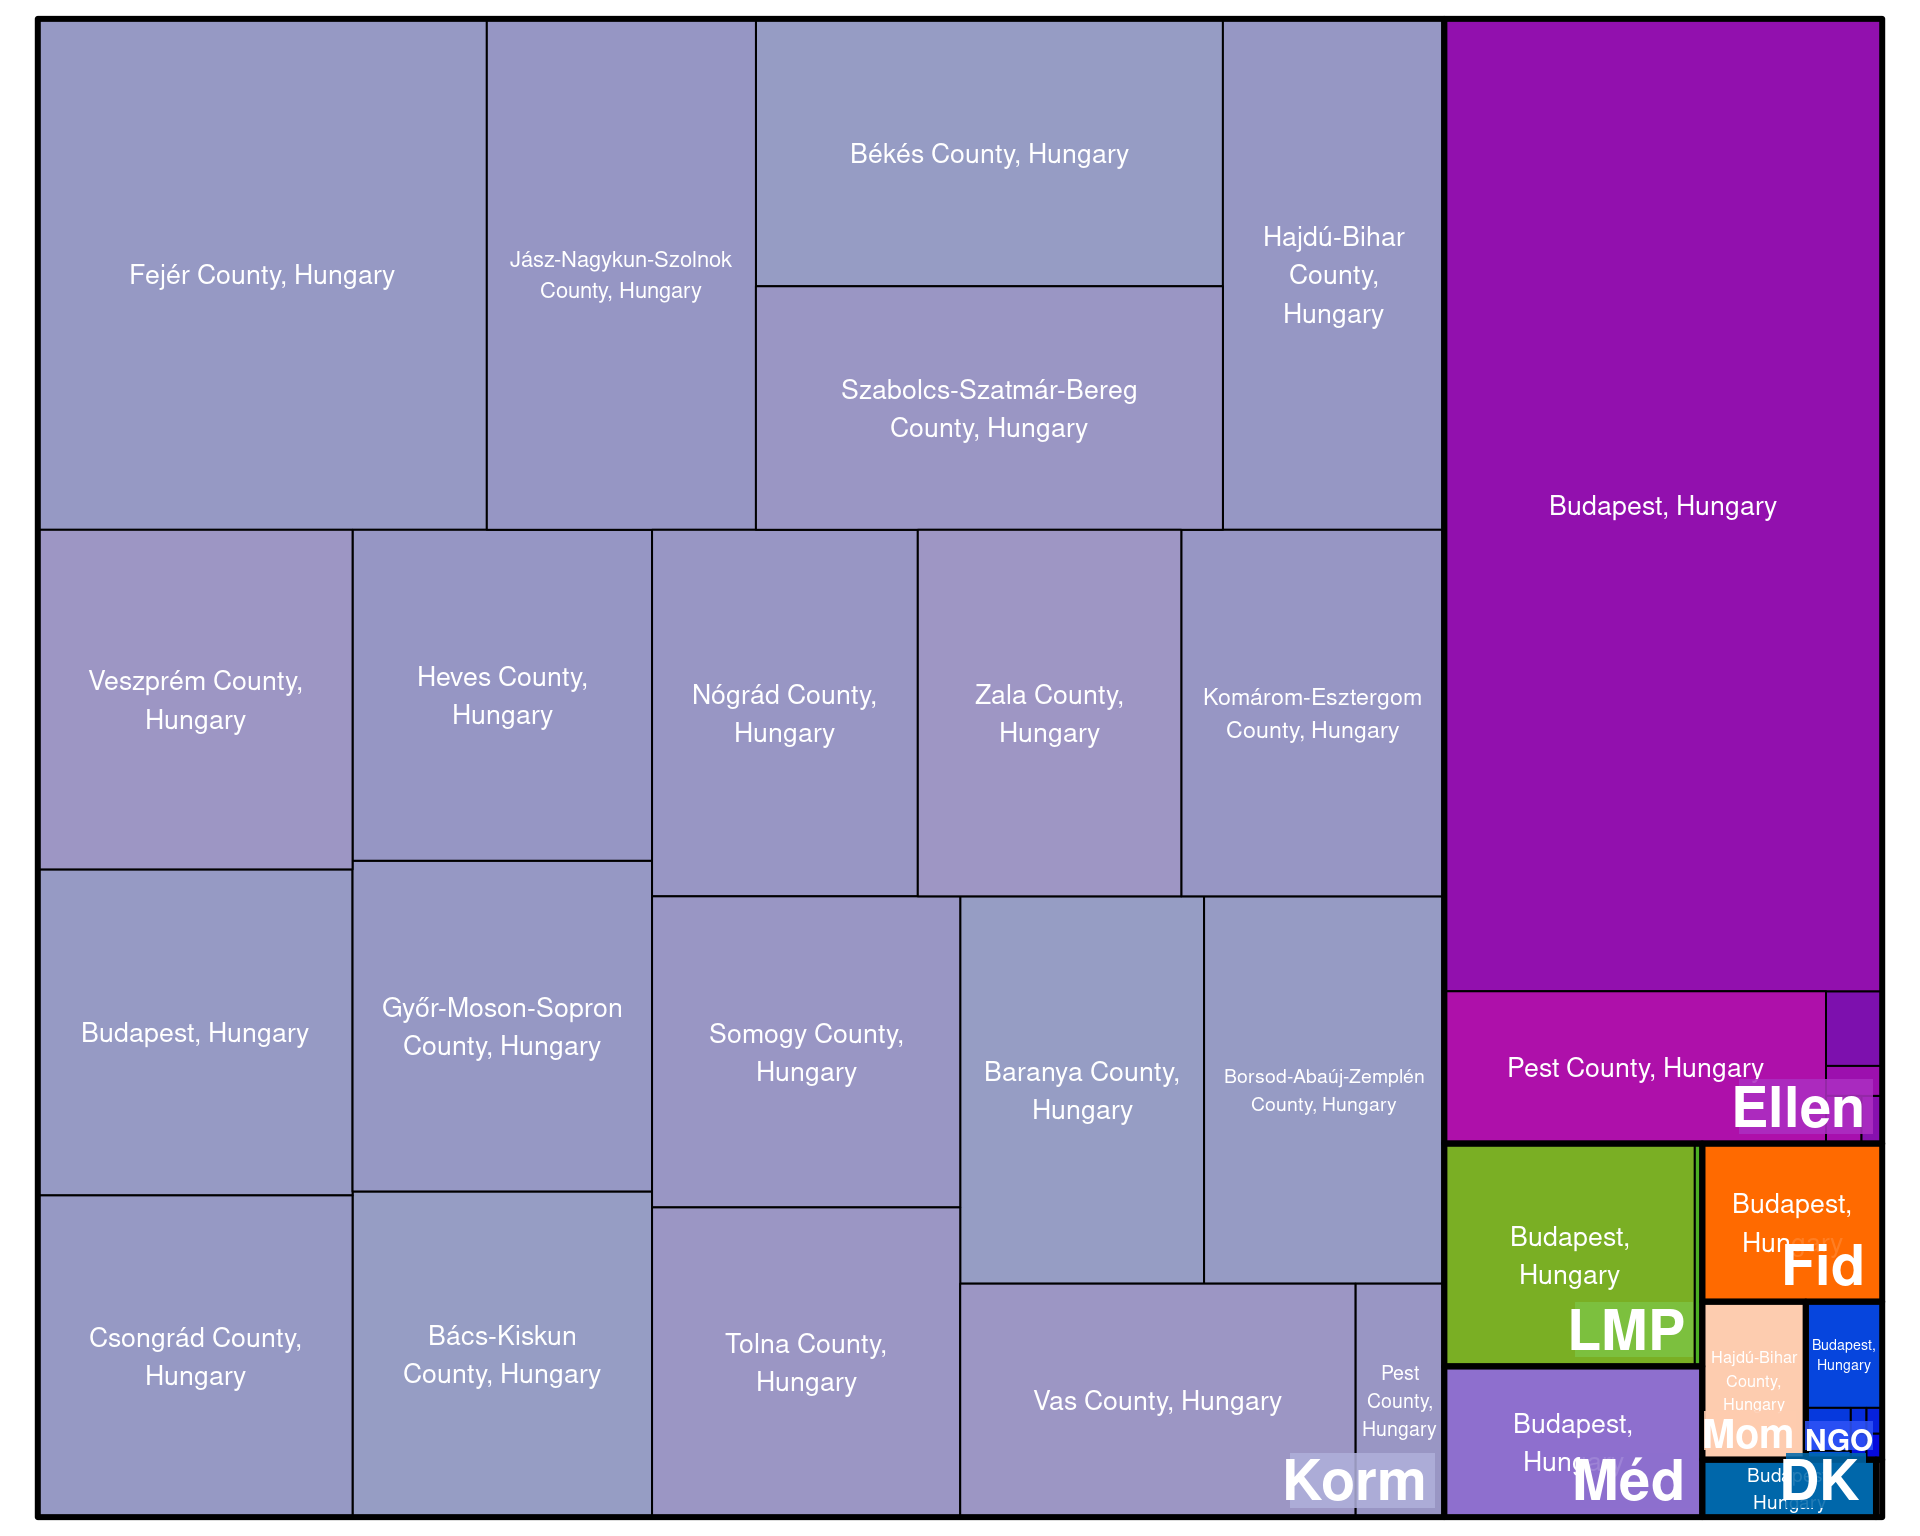 Fejér County, Hungary
Jász-Nagykun-Szolnok
County, Hungary
Békés County, Hungary
Szabolcs-Szatmár-Bereg
County, Hungary
Hajdú-Bihar
County,
Hungary
Veszprém County,
Hungary
Heves County,
Hungary
Nógrád County,
Hungary
Zala County,
Hungary
Komárom-Esztergom
County, Hungary
Budapest, Hungary
Győr-Moson-Sopron
County, Hungary
Somogy County,
Hungary
Baranya County,
Hungary
Borsod-Abaúj-Zemplén
County, Hungary
Csongrád County,
Hungary
Bács-Kiskun
County, Hungary
Tolna County,
Hungary
Vas County, Hungary
Pest
County,
Hungary
Korm
Budapest, Hungary
Pest County, Hungary
Ellen
Budapest,
Hungary
LMP
Budapest,
Hungary
Fid
Budapest,
Hungary
Méd
Hajdú-Bihar
County,
Hungary
Mom
Budapest,
Hungary
NGO
Budapest,
Hungary
DK